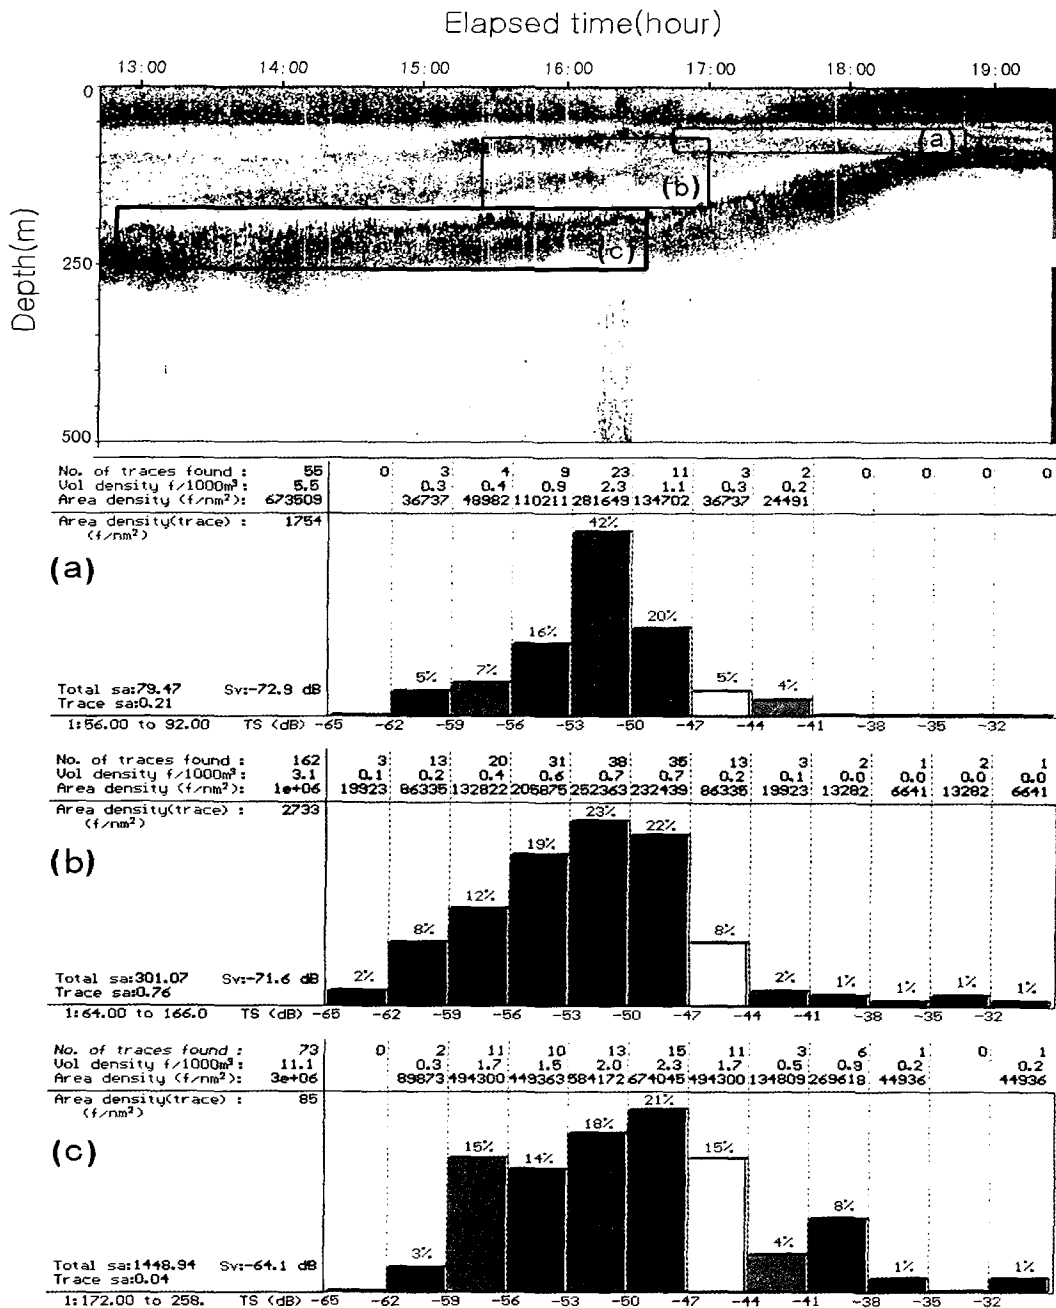 Elapsed time(hour)
13:00 14:00 15:00 16:00 17:00 18:00 19:00
0
(a)
(b)
(c)
250
500
Depth(m)
No. of traces found : 55 0 3 4 9 23 11 3 2 0 0 0 0
Vol density f/1000m³: 5.5 0.3 0.4 0.9 2.3 1.1 0.3 0.2
Area density (f/nm²): 673509 36737 48982 110211 281649 134702 36737 24491
Area density(trace) : 1754
(f/nm²)
42%
(a)
20%
16%
7%
5% 5% 4%
Total sa:79.47 Sv:-72.9 dB
Trace sa:0.21
1:56.00 to 92.00 TS (dB) -65 -62 -59 -56 -53 -50 -47 -44 -41 -38 -35 -32
No. of traces found : 162 3 13 20 31 38 35 13 3 2 1 2 1
Vol density f/1000m³: 3.1 0.1 0.2 0.4 0.6 0.7 0.7 0.2 0.1 0.0 0.0 0.0 0.0
Area density (f/nm²): 1e+06 19923 86335 132822 205875 252363 232439 86335 19923 13282 6641 13282 6641
Area density(trace) : 2733
(f/nm²)
23%
22%
19%
(b)
12%
8% 8%
2% 2% 1% 1% 1% 1%
Total sa:301.07 Sv:-71.6 dB
Trace sa:0.76
1:64.00 to 166.0 TS (dB) -65 -62 -59 -56 -53 -50 -47 -44 -41 -38 -35 -32
No. of traces found : 73 0 2 11 10 13 15 11 3 6 1 0 1
Vol density f/1000m³: 11.1 0.3 1.7 1.5 2.0 2.3 1.7 0.5 0.9 0.2 0.2
Area density (f/nm²): 3e+06 89873 494300 449363 584172 674045 494300 134809 269618 44936 44936
Area density(trace) : 85
(f/nm²)
21%
18%
(c)
15% 14% 15%
8%
3% 4% 1% 1%
Total sa:1448.94 Sv:-64.1 dB
Trace sa:0.04
1:172.00 to 258. TS (dB) -65 -62 -59 -56 -53 -50 -47 -44 -41 -38 -35 -32